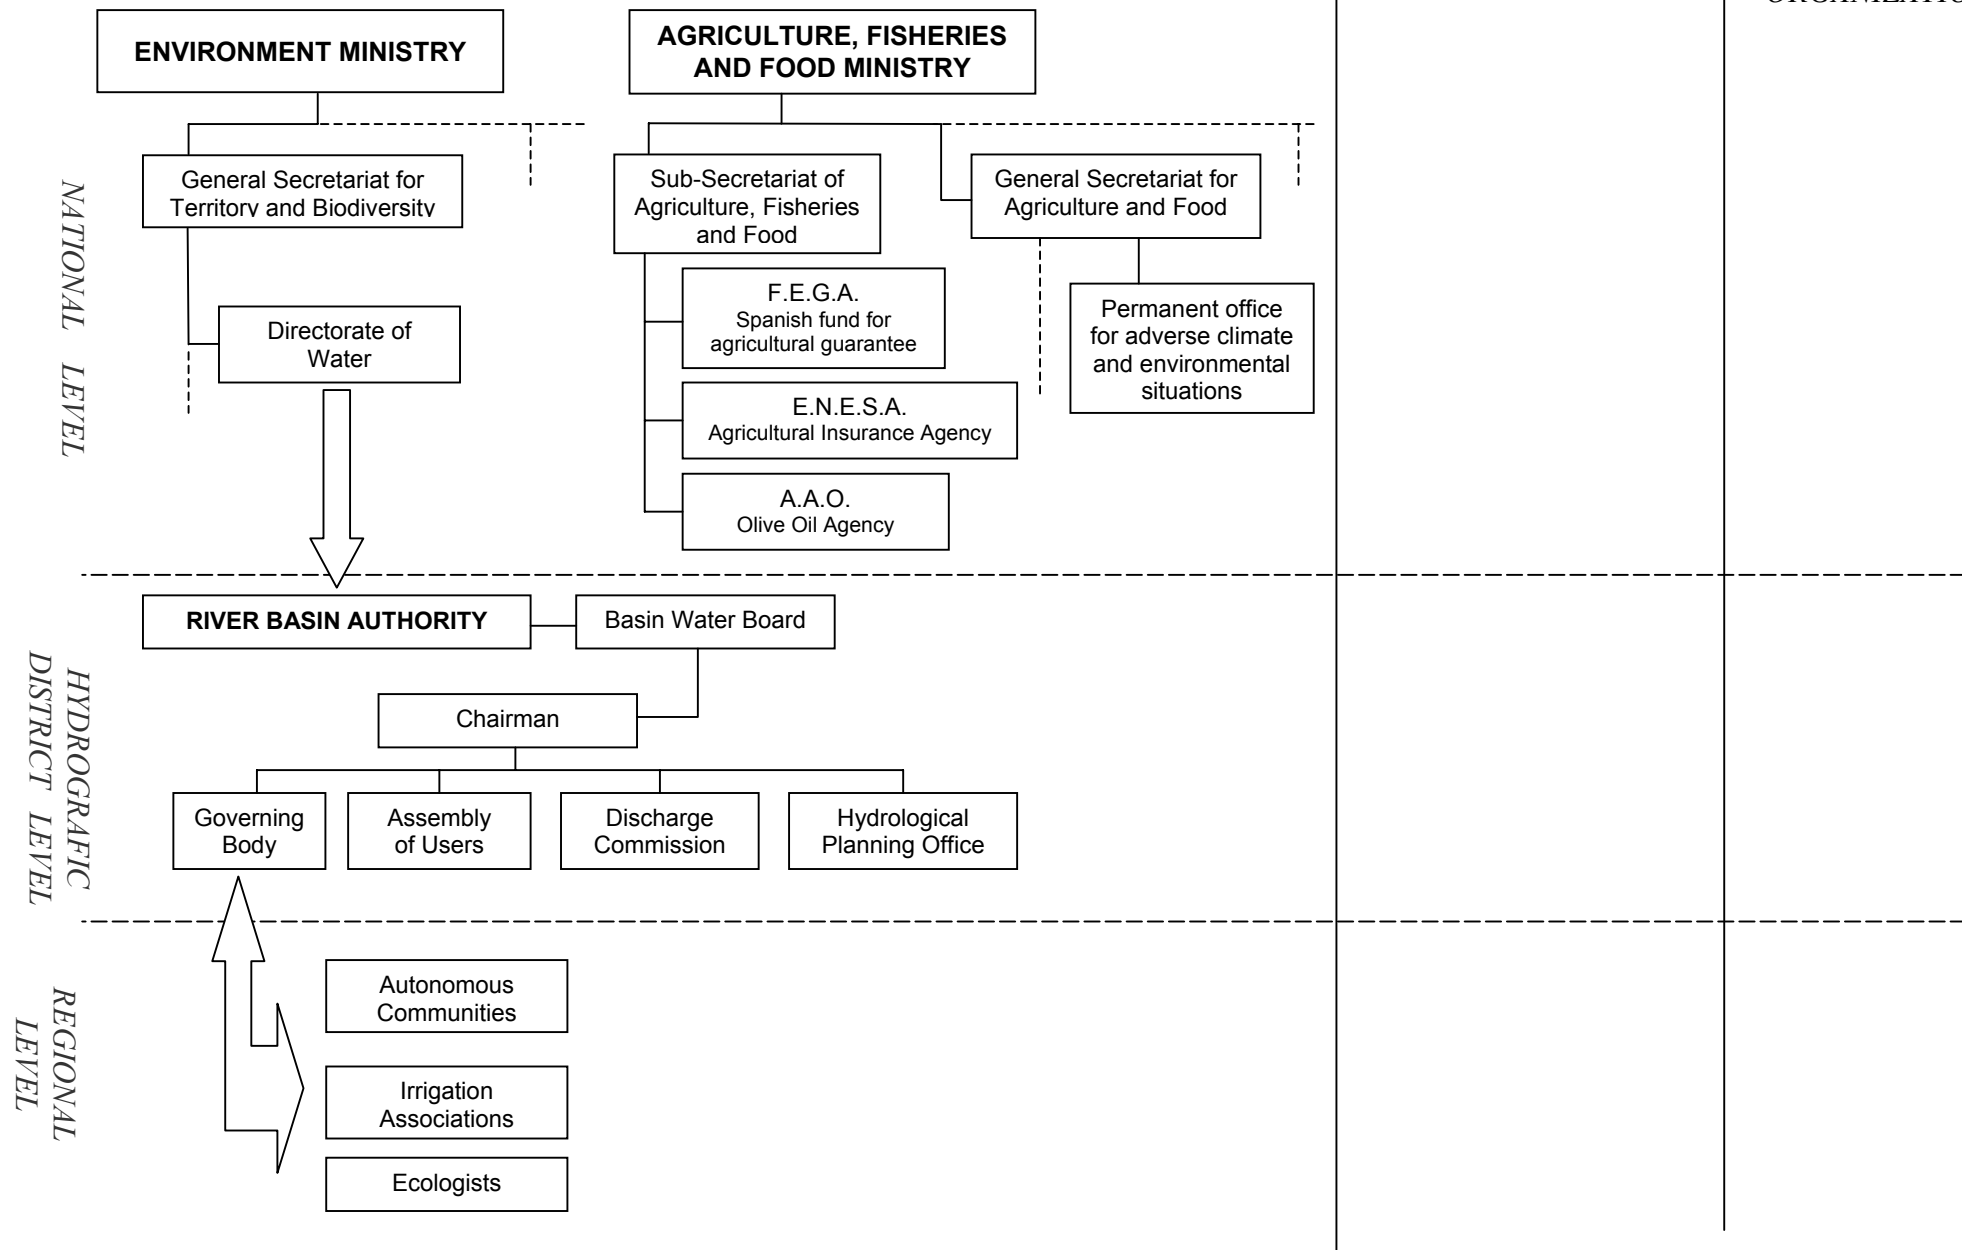 ENVIRONMENT MINISTRY
AGRICULTURE, FISHERIES
AND FOOD MINISTRY
General Secretariat for
Territory and Biodiversity
Sub-Secretariat of
Agriculture, Fisheries
and Food
General Secretariat for
Agriculture and Food
NATIONAL LEVEL
Directorate of
Water
F.E.G.A.
Spanish fund for
agricultural guarantee
Permanent office
for adverse climate
and environmental
situations
E.N.E.S.A.
Agricultural Insurance Agency
A.A.O.
Olive Oil Agency
RIVER BASIN AUTHORITY
Basin Water Board
HYDROGRAFIC
DISTRICT LEVEL
Chairman
Governing
Body
Assembly
of Users
Discharge
Commission
Hydrological
Planning Office
REGIONAL
LEVEL
Autonomous
Communities
Irrigation
Associations
Ecologists